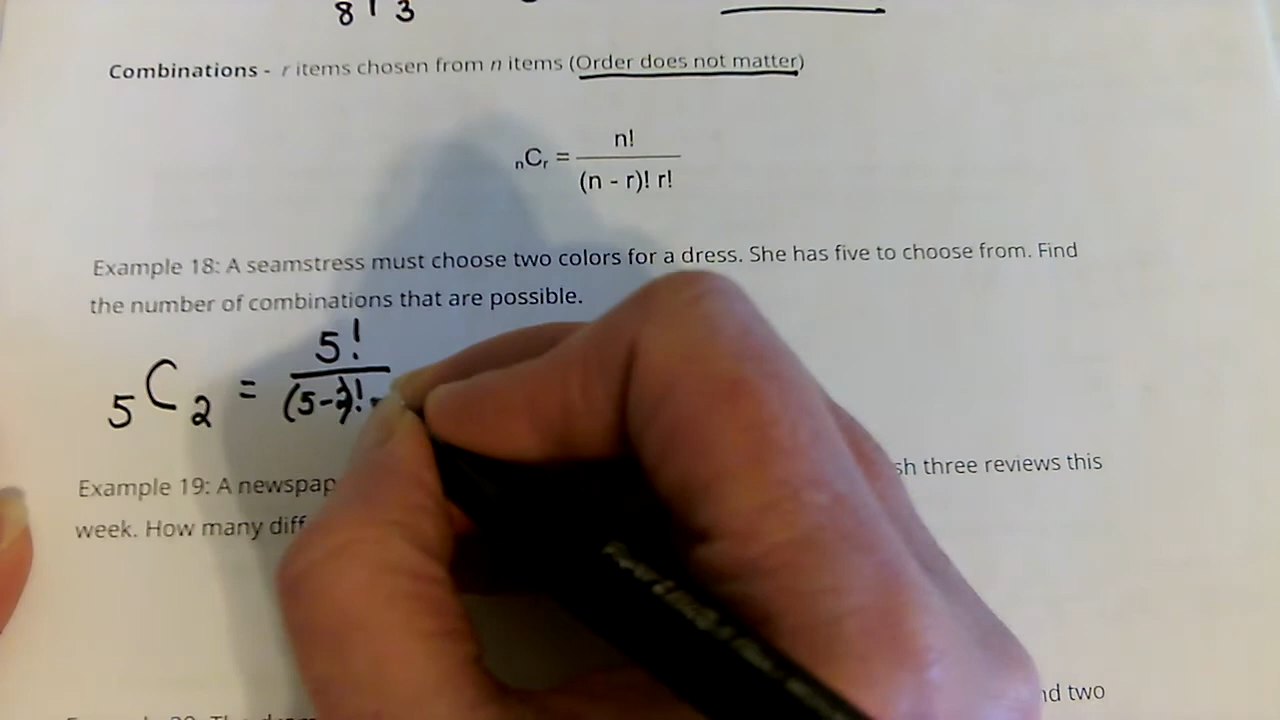 8 1 3
Combinations - r items chosen from n items (Order does not matter)
nCr = n! / (n - r)! r!
Example 18: A seamstress must choose two colors for a dress. She has five to choose from. Find
the number of combinations that are possible.
5C2 = 5! / (5-2)!
Example 19: A newspap sh three reviews this
week. How many diff
nd two